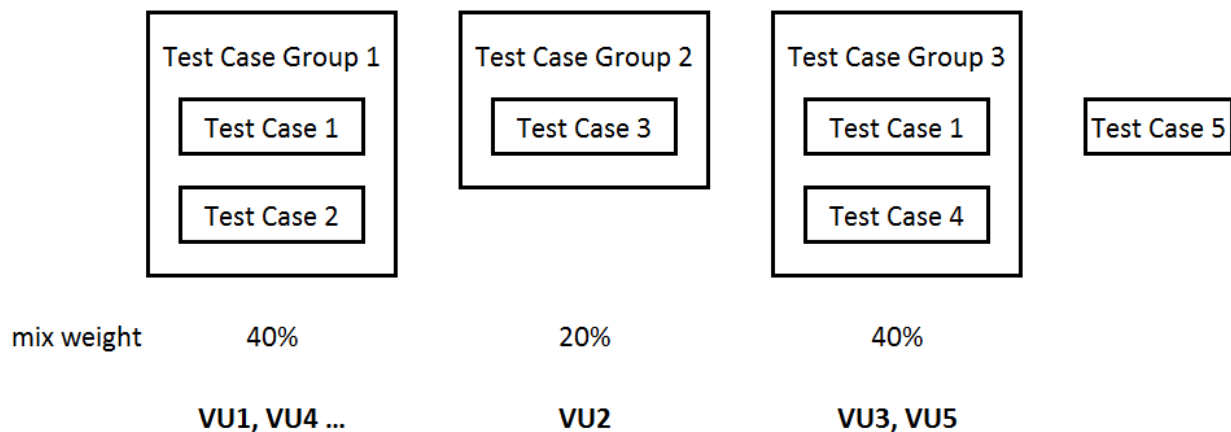 Test Case Group 1
Test Case 1
Test Case 2
Test Case Group 2
Test Case 3
Test Case Group 3
Test Case 1
Test Case 4
Test Case 5
mix weight 40% 20% 40%
VU1, VU4 ... VU2 VU3, VU5